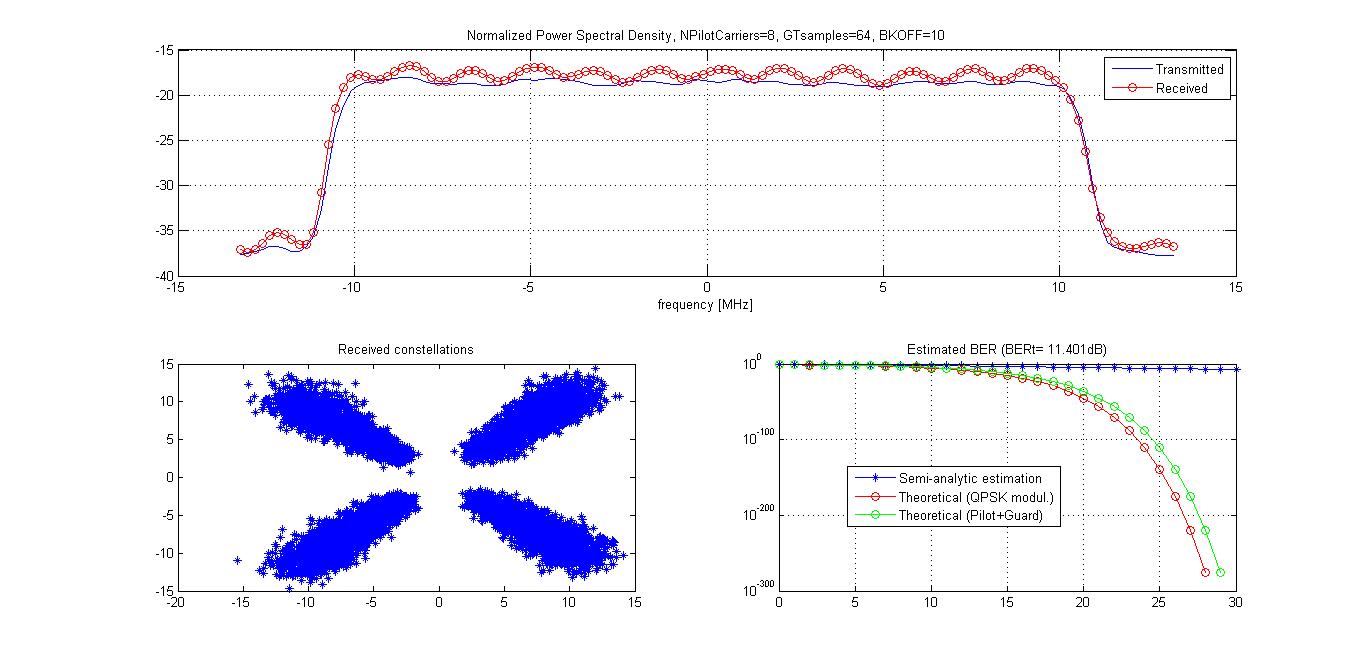 Normalized Power Spectral Density, NPilotCarriers=8, GTsamples=64, BKOFF=10
-15
-20
-25
-30
-35
-40
Transmitted
Received
-15 -10 -5 0 5 10 15
frequency [MHz]
Received constellations
15
10
5
0
-5
-10
-15
-20 -15 -10 -5 0 5 10 15
Estimated BER (BERt= 11.401dB)
10^0
10^-100
10^-200
10^-300
Semi-analytic estimation
Theoretical (QPSK modul.)
Theoretical (Pilot+Guard)
0 5 10 15 20 25 30